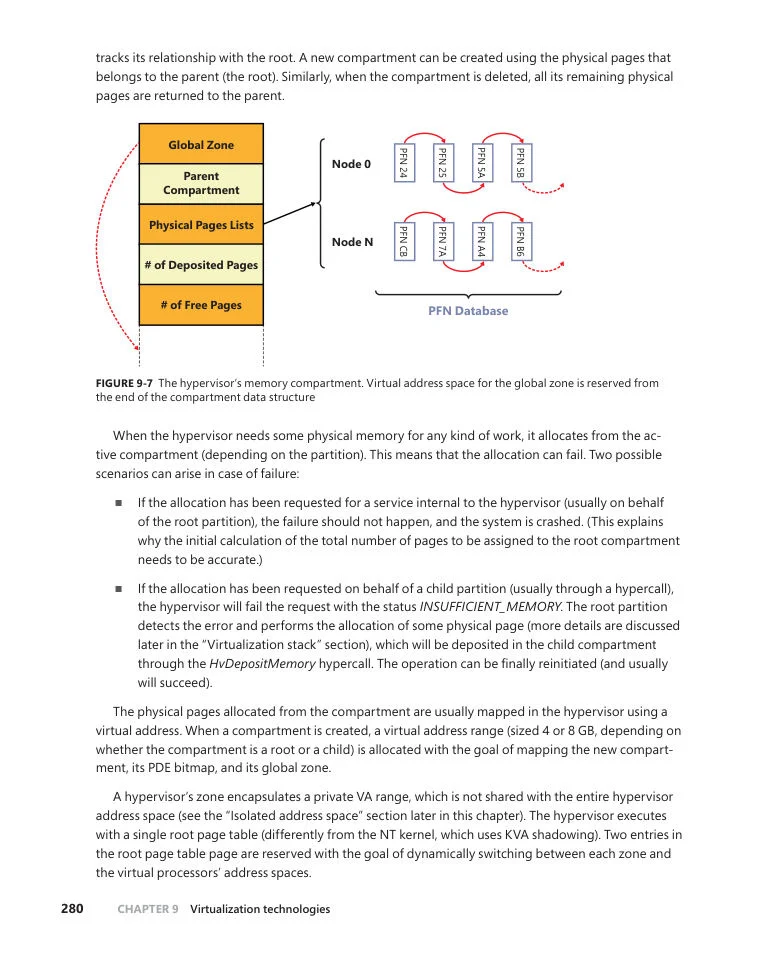 tracks its relationship with the root. A new compartment can be created using the physical pages that
belongs to the parent (the root). Similarly, when the compartment is deleted, all its remaining physical
pages are returned to the parent.
Global Zone
Parent
Compartment
Physical Pages Lists
# of Deposited Pages
# of Free Pages
Node 0
PFN 24
PFN 25
PFN 5A
PFN 5B
Node N
PFN CB
PFN 7A
PFN A4
PFN B6
PFN Database
FIGURE 9-7 The hypervisor’s memory compartment. Virtual address space for the global zone is reserved from
the end of the compartment data structure
When the hypervisor needs some physical memory for any kind of work, it allocates from the ac-
tive compartment (depending on the partition). This means that the allocation can fail. Two possible
scenarios can arise in case of failure:
■ If the allocation has been requested for a service internal to the hypervisor (usually on behalf
of the root partition), the failure should not happen, and the system is crashed. (This explains
why the initial calculation of the total number of pages to be assigned to the root compartment
needs to be accurate.)
■ If the allocation has been requested on behalf of a child partition (usually through a hypercall),
the hypervisor will fail the request with the status INSUFFICIENT_MEMORY. The root partition
detects the error and performs the allocation of some physical page (more details are discussed
later in the “Virtualization stack” section), which will be deposited in the child compartment
through the HvDepositMemory hypercall. The operation can be finally reinitiated (and usually
will succeed).
The physical pages allocated from the compartment are usually mapped in the hypervisor using a
virtual address. When a compartment is created, a virtual address range (sized 4 or 8 GB, depending on
whether the compartment is a root or a child) is allocated with the goal of mapping the new compart-
ment, its PDE bitmap, and its global zone.
A hypervisor’s zone encapsulates a private VA range, which is not shared with the entire hypervisor
address space (see the “Isolated address space” section later in this chapter). The hypervisor executes
with a single root page table (differently from the NT kernel, which uses KVA shadowing). Two entries in
the root page table page are reserved with the goal of dynamically switching between each zone and
the virtual processors’ address spaces.
280 CHAPTER 9 Virtualization technologies